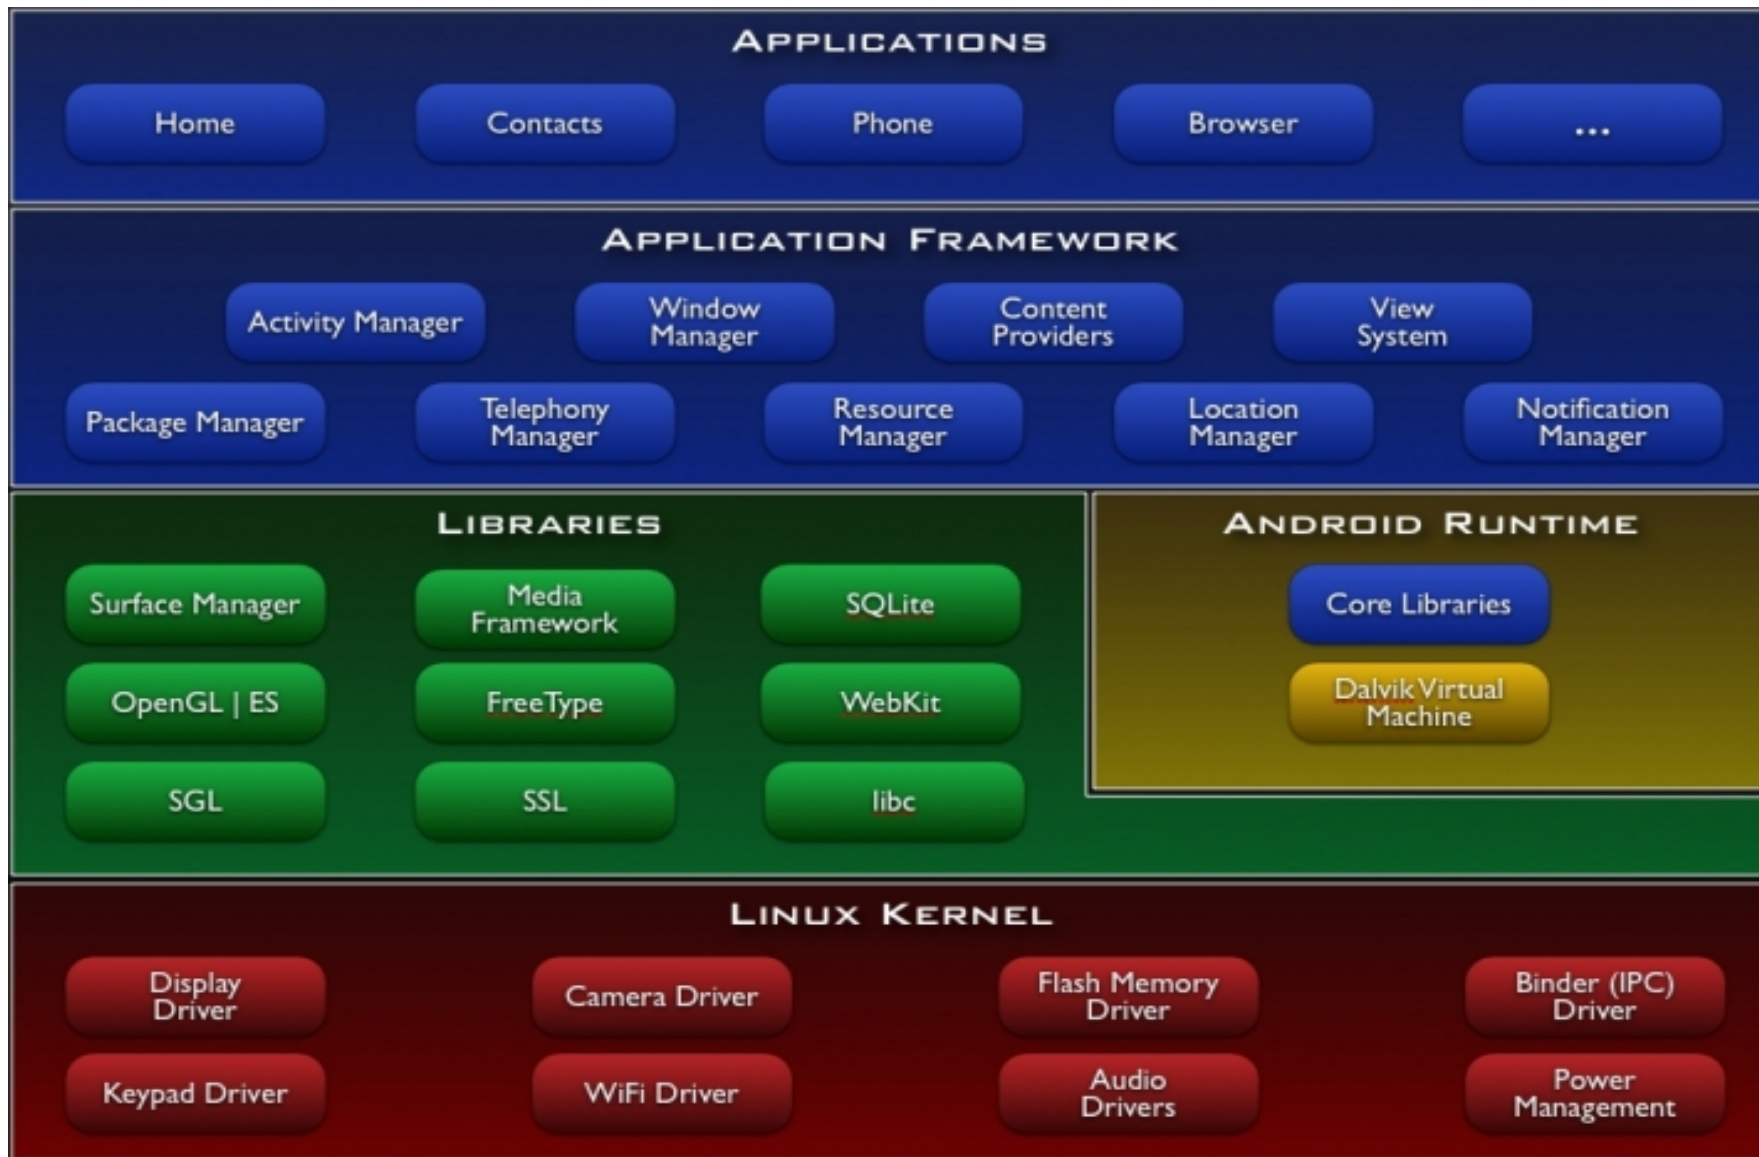 APPLICATIONS
Home
Contacts
Phone
Browser
...
APPLICATION FRAMEWORK
Activity Manager
Window
Manager
Content
Providers
View
System
Package Manager
Telephony
Manager
Resource
Manager
Location
Manager
Notification
Manager
LIBRARIES
Surface Manager
Media
Framework
SQLite
OpenGL | ES
FreeType
WebKit
SGL
SSL
libc
ANDROID RUNTIME
Core Libraries
Dalvik Virtual
Machine
LINUX KERNEL
Display
Driver
Camera Driver
Flash Memory
Driver
Binder (IPC)
Driver
Keypad Driver
WiFi Driver
Audio
Drivers
Power
Management